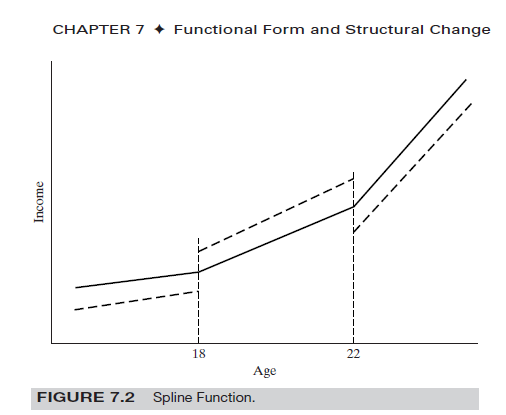 CHAPTER 7 ✦ Functional Form and Structural Change
Income
18
22
Age
FIGURE 7.2 Spline Function.